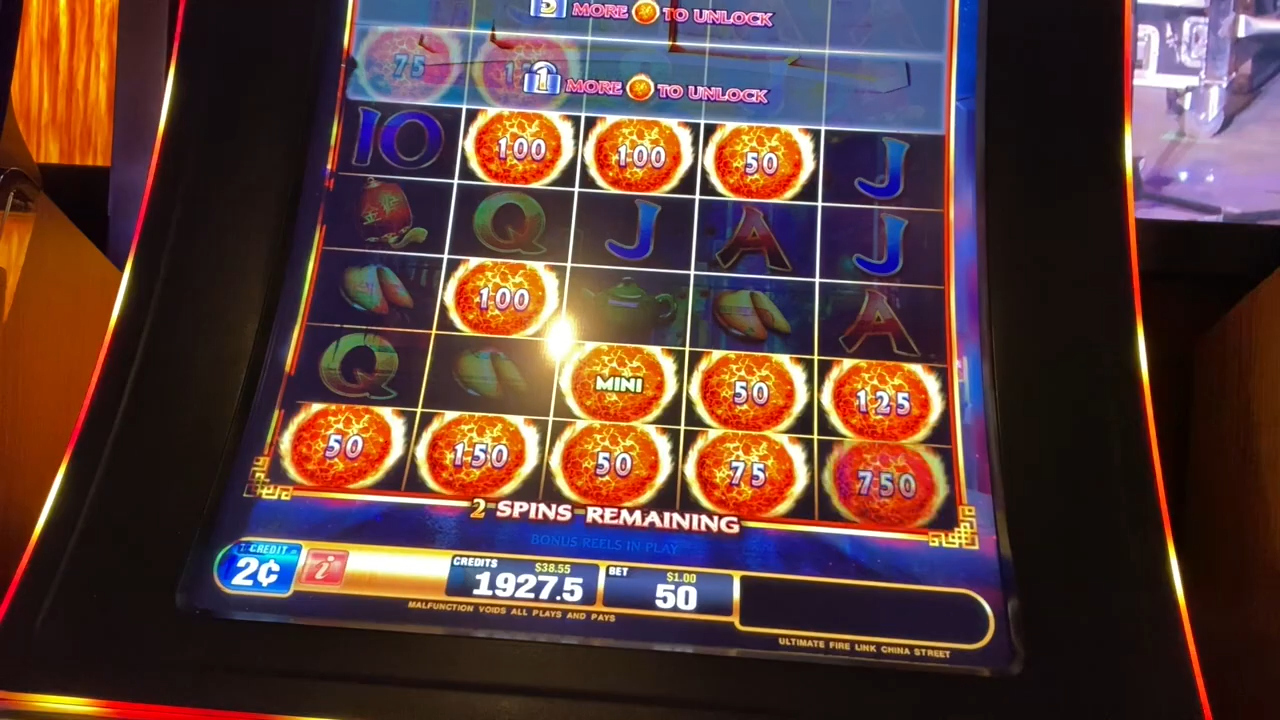 5 MORE TO UNLOCK
75
1 MORE TO UNLOCK
10 100 100 50 J
Q J A J
100 A
Q MINI 50 125
50 150 50 75 750
2 SPINS REMAINING
BONUS REELS IN PLAY
1 CREDIT
2¢
i
CREDITS $38.55
1927.5
BET $1.00
50
MALFUNCTION VOIDS ALL PLAYS AND PAYS
ULTIMATE FIRE LINK CHINA STREET